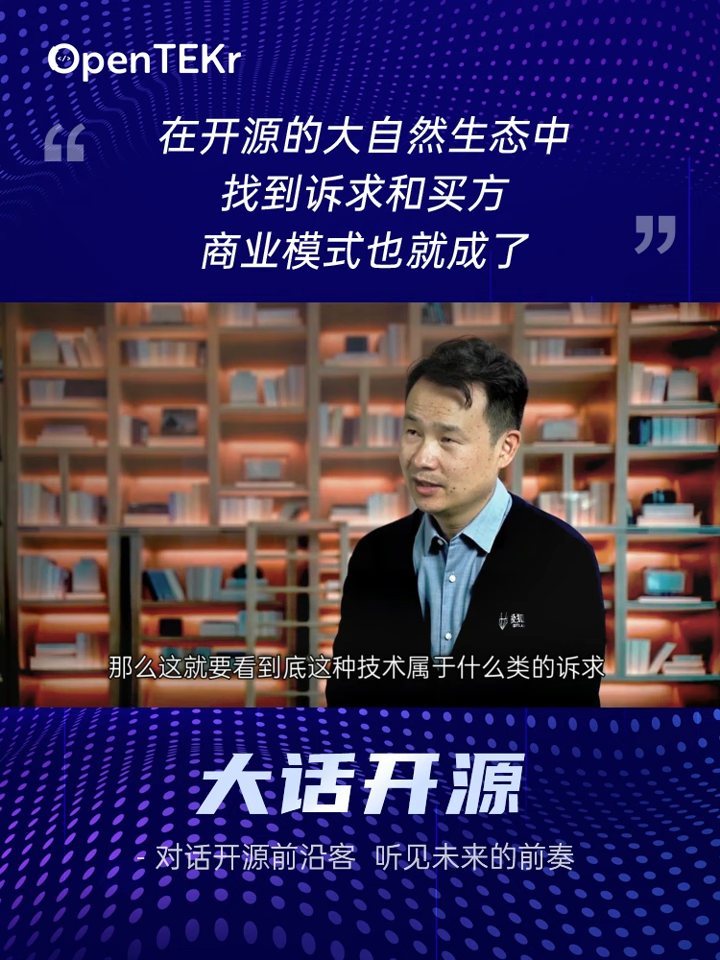 OpenTEKr
在开源的大自然生态中
找到诉求和买方
商业模式也就成了
那么这就要看到底这种技术属于什么类的诉求
大话开源
- 对话开源前沿客 听见未来的前奏